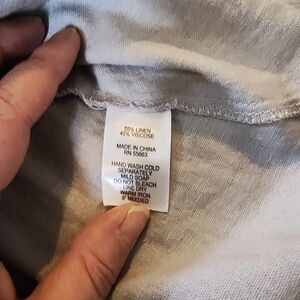 55% LINEN
45% VISCOSE
MADE IN CHINA
RN 55663
HAND WASH COLD
SEPARATELY
MILD SOAP
DO NOT BLEACH
LINE DRY
WARM IRON
IF NEEDED